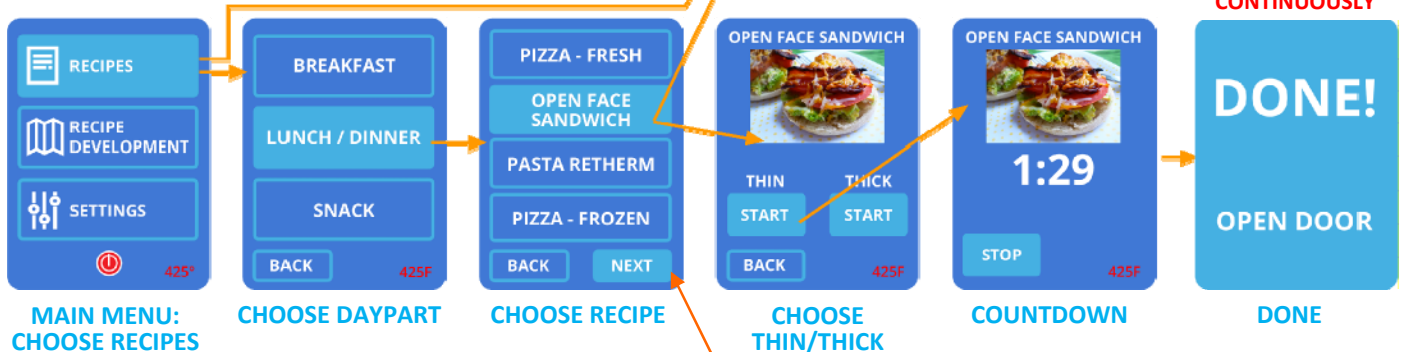 CONTINUOUSLY
RECIPES
RECIPE
DEVELOPMENT
SETTINGS
425°
MAIN MENU:
CHOOSE RECIPES
BREAKFAST
LUNCH / DINNER
SNACK
BACK
425F
CHOOSE DAYPART
PIZZA - FRESH
OPEN FACE
SANDWICH
PASTA RETHERM
PIZZA - FROZEN
BACK NEXT
CHOOSE RECIPE
OPEN FACE SANDWICH
THIN THICK
START START
BACK
425F
CHOOSE
THIN/THICK
OPEN FACE SANDWICH
1:29
STOP
425F
COUNTDOWN
DONE!
OPEN DOOR
DONE